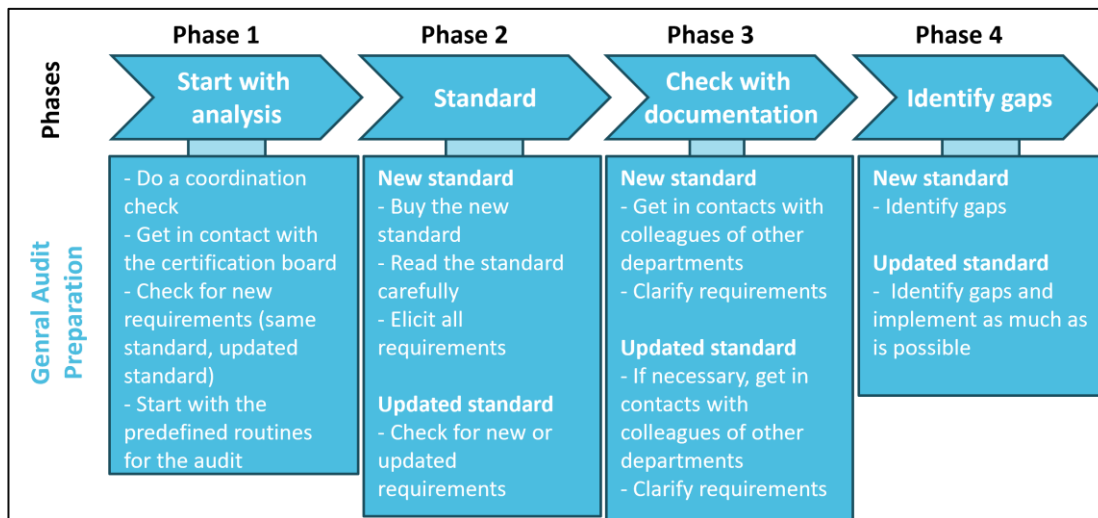 Phase 1
Phase 2
Phase 3
Phase 4
Phases
Start with
analysis
Standard
Check with
documentation
Identify gaps
Genral Audit
Preparation
- Do a coordination
check
- Get in contact with
the certification board
- Check for new
requirements (same
standard, updated
standard)
- Start with the
predefined routines
for the audit
New standard
- Buy the new
standard
- Read the standard
carefully
- Elicit all
requirements
Updated standard
- Check for new or
updated
requirements
New standard
- Get in contacts with
colleagues of other
departments
- Clarify requirements
Updated standard
- If necessary, get in
contacts with
colleagues of other
departments
- Clarify requirements
New standard
- Identify gaps
Updated standard
- Identify gaps and
implement as much as
is possible